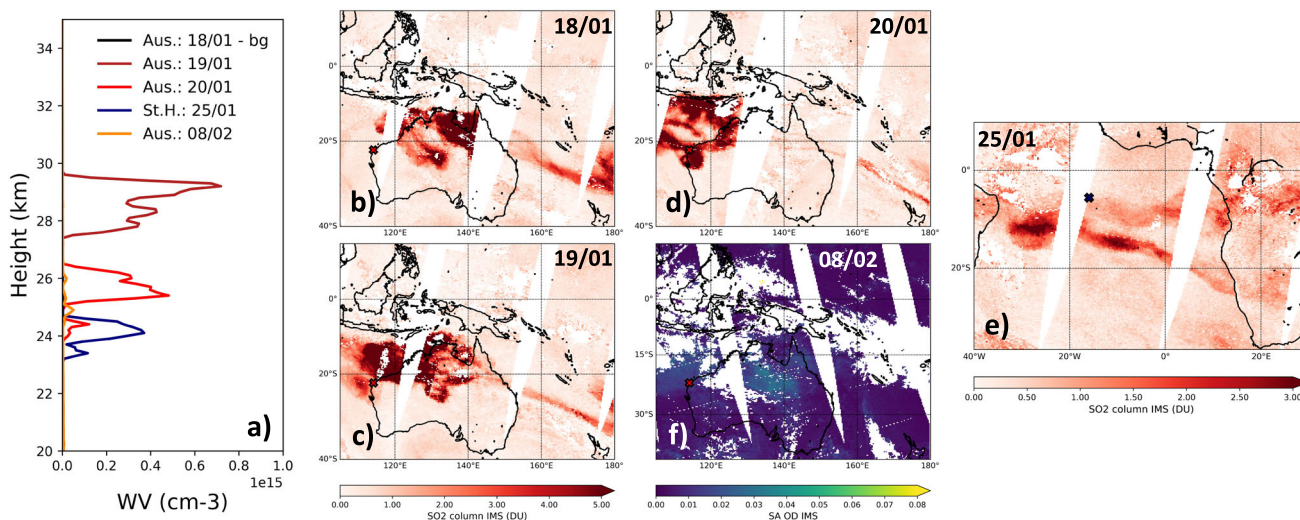 34
32
30
28
26
24
22
20
Height (km)
Aus.: 18/01 - bg
Aus.: 19/01
Aus.: 20/01
St.H.: 25/01
Aus.: 08/02
a)
0.0 0.2 0.4 0.6 0.8 1.0
1e15
WV (cm-3)
18/01
0°
20°S
40°S
b)
120°E 140°E 160°E 180°
20/01
0°
20°S
40°S
d)
120°E 140°E 160°E 180°
19/01
0°
20°S
40°S
c)
120°E 140°E 160°E 180°
0.00 1.00 2.00 3.00 4.00 5.00
SO2 column IMS (DU)
08/02
0°
15°S
30°S
f)
120°E 140°E 160°E 180°
0.00 0.01 0.02 0.03 0.04 0.05 0.06 0.07 0.08
SA OD IMS
25/01
0°
20°S
e)
40°W 20°W 0° 20°E
0.00 0.50 1.00 1.50 2.00 2.50 3.00
SO2 column IMS (DU)